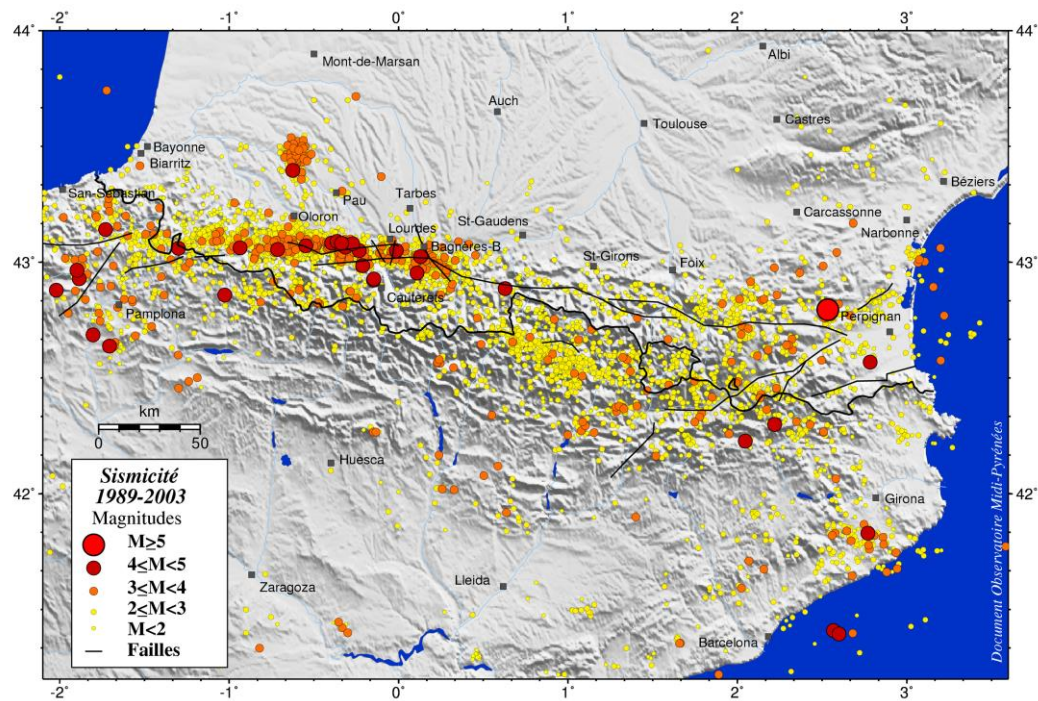 -2° -1° 0° 1° 2° 3°
44° 44°
Mont-de-Marsan
Albi
Auch
Toulouse
Castres
Bayonne
Biarritz
Béziers
San-Sebastian
Pau
Tarbes
Oloron
Carcassonne
St-Gaudens
Lourdes
Narbonne
Bagnères-B
St-Girons
Foix
43° 43°
Cauterets
Pamplona
Perpignan
km
0 50
Huesca
42° 42°
Girona
Sismicité
1989-2003
Magnitudes
M≥5
4≤M<5
3≤M<4
2≤M<3
M<2
Failles
Zaragoza
Lleida
Barcelona
Document Observatoire Midi-Pyrénées
-2° -1° 0° 1° 2° 3°